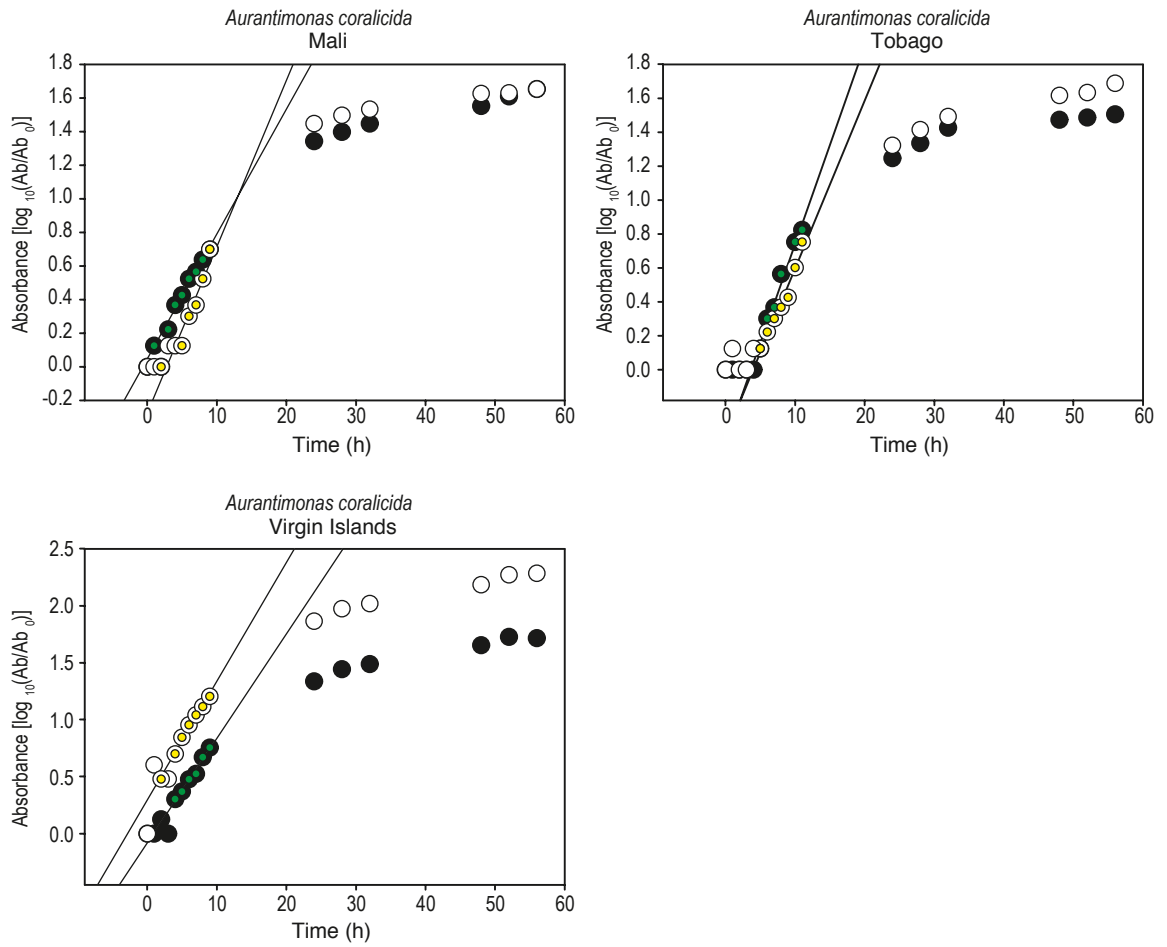 Aurantimonas coralicida
Mali
1.8
1.6
1.4
1.2
1.0
0.8
0.6
0.4
0.2
0.0
-0.2
Absorbance [log 10(Ab/Ab 0)]
0 10 20 30 40 50 60
Time (h)
Aurantimonas coralicida
Tobago
1.8
1.6
1.4
1.2
1.0
0.8
0.6
0.4
0.2
0.0
Absorbance [log 10(Ab/Ab 0)]
0 10 20 30 40 50 60
Time (h)
Aurantimonas coralicida
Virgin Islands
2.5
2.0
1.5
1.0
0.5
0.0
Absorbance [log 10(Ab/Ab 0)]
0 10 20 30 40 50 60
Time (h)